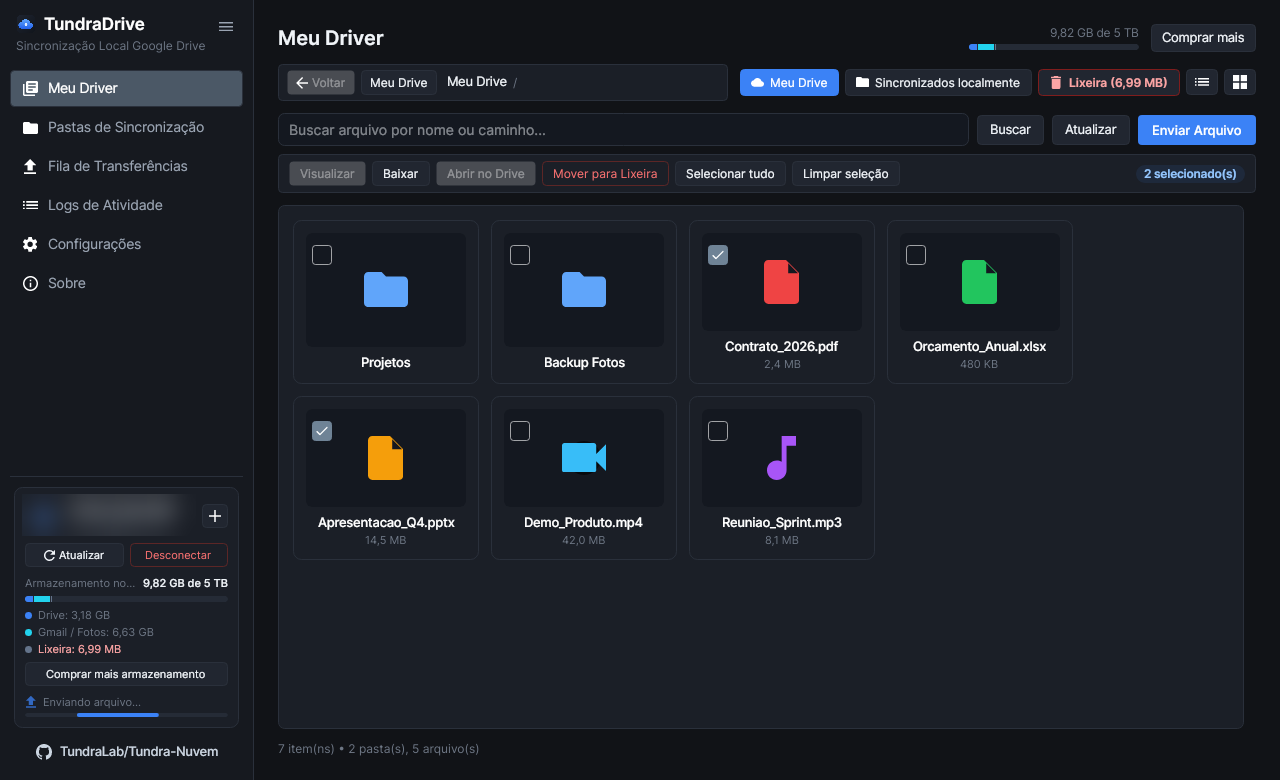 TundraDrive
Sincronização Local Google Drive
Meu Driver
Pastas de Sincronização
Fila de Transferências
Logs de Atividade
Configurações
Sobre
Atualizar
Desconectar
Armazenamento no... 9,82 GB de 5 TB
Drive: 3,18 GB
Gmail / Fotos: 6,63 GB
Lixeira: 6,99 MB
Comprar mais armazenamento
Enviando arquivo...
TundraLab/Tundra-Nuvem
Meu Driver
9,82 GB de 5 TB
Comprar mais
Voltar
Meu Drive
Meu Drive /
Meu Drive
Sincronizados localmente
Lixeira (6,99 MB)
Buscar arquivo por nome ou caminho...
Buscar
Atualizar
Enviar Arquivo
Visualizar
Baixar
Abrir no Drive
Mover para Lixeira
Selecionar tudo
Limpar seleção
2 selecionado(s)
Projetos
Backup Fotos
Contrato_2026.pdf
2,4 MB
Orcamento_Anual.xlsx
480 KB
Apresentacao_Q4.pptx
14,5 MB
Demo_Produto.mp4
42,0 MB
Reuniao_Sprint.mp3
8,1 MB
7 item(ns) • 2 pasta(s), 5 arquivo(s)